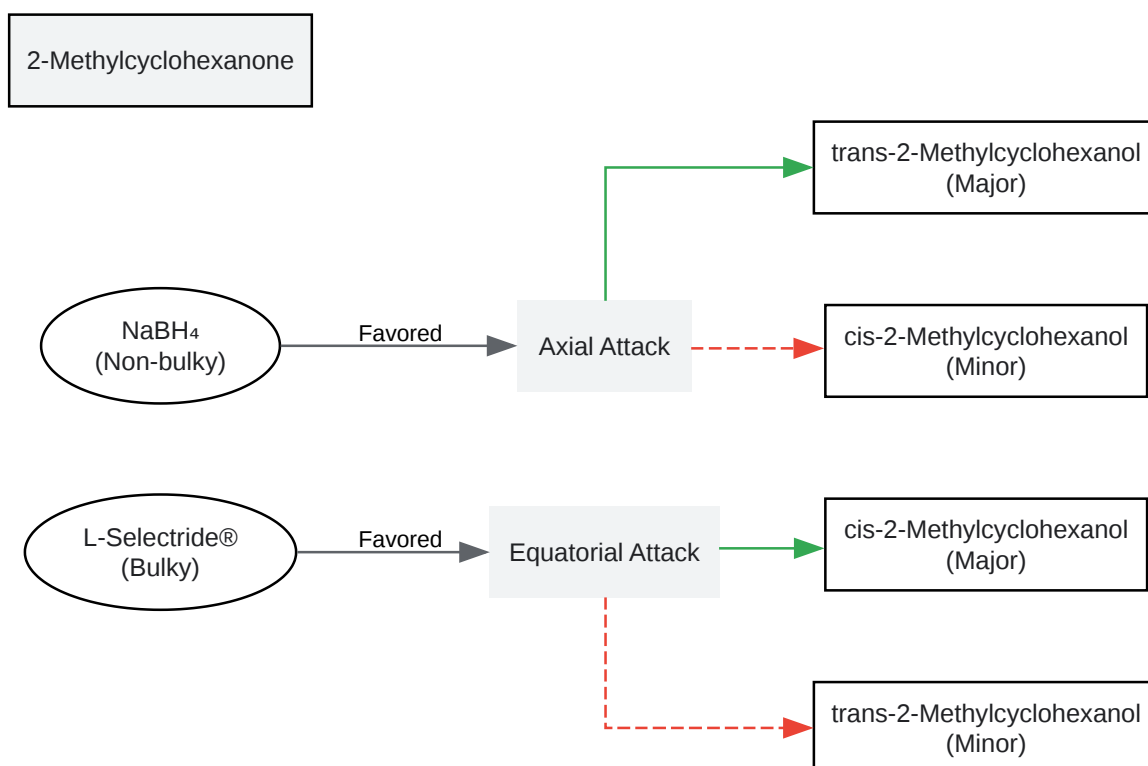 2-Methylcyclohexanone
trans-2-Methylcyclohexanol
(Major)
NaBH₄
(Non-bulky)
Favored
Axial Attack
cis-2-Methylcyclohexanol
(Minor)
L-Selectride®
(Bulky)
Favored
Equatorial Attack
cis-2-Methylcyclohexanol
(Major)
trans-2-Methylcyclohexanol
(Minor)